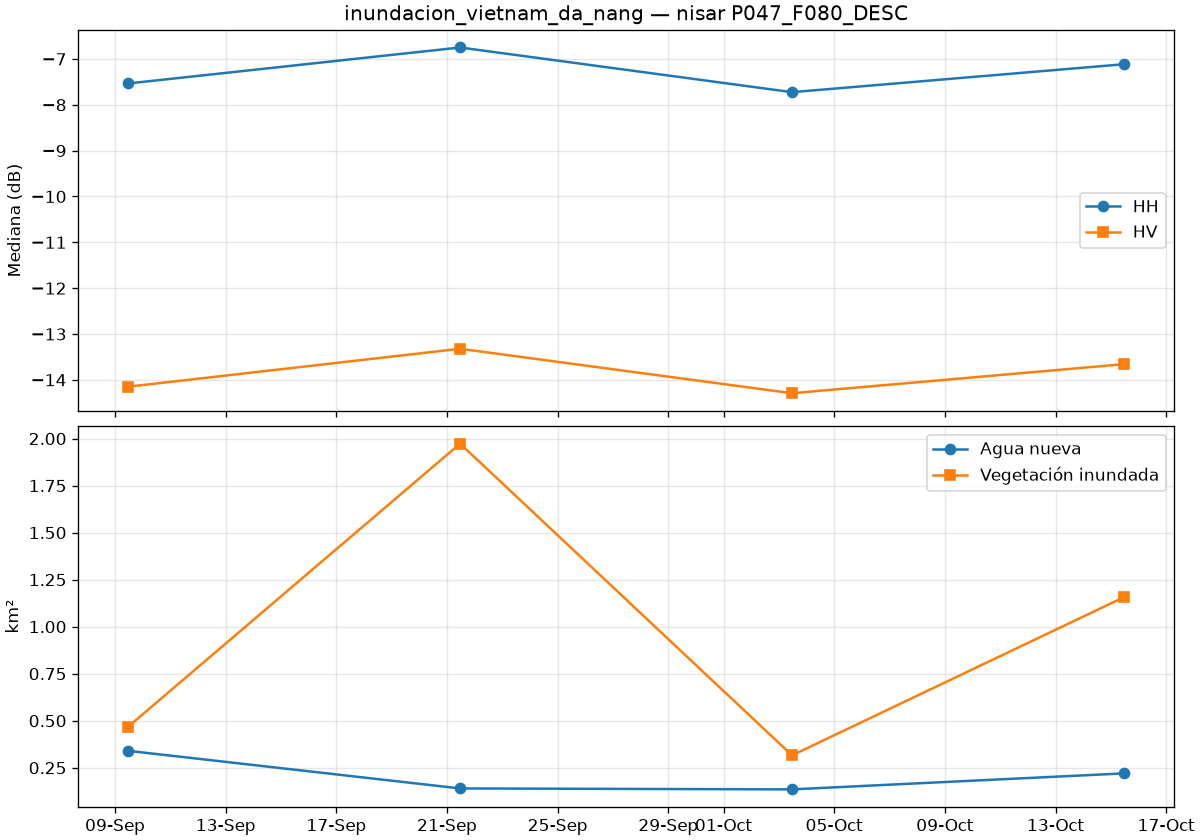 inundacion_vietnam_da_nang — nisar P047_F080_DESC
Mediana (dB)
−7
−8
−9
−10
−11
−12
−13
−14
HH
HV
km²
2.00
1.75
1.50
1.25
1.00
0.75
0.50
0.25
Agua nueva
Vegetación inundada
09-Sep 13-Sep 17-Sep 21-Sep 25-Sep 29-Sep 01-Oct 05-Oct 09-Oct 13-Oct 17-Oct